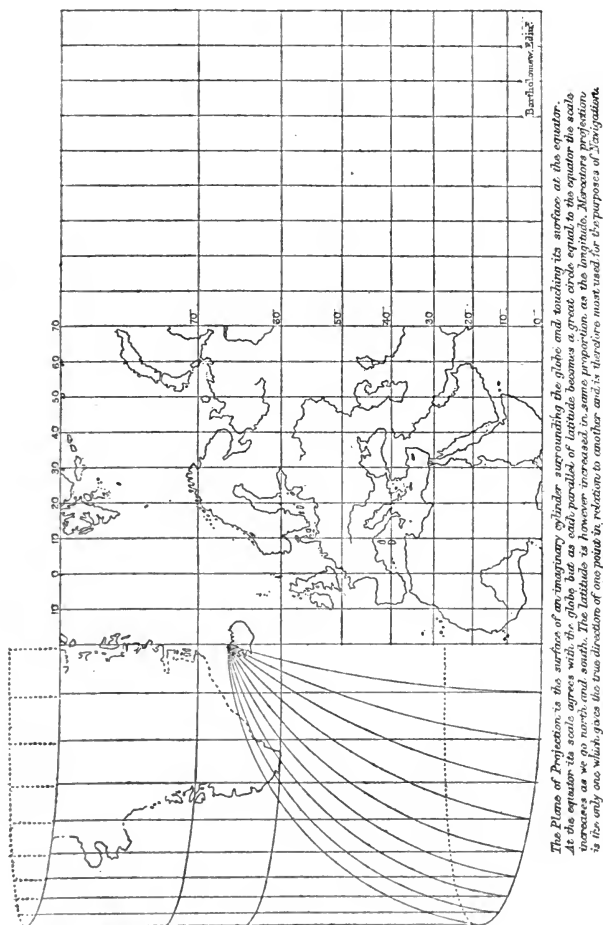 10 0 10 20 30 40 50 60 70
70
60
50
40
30
20
10
0
Bartholomew, Edinr.
The Plane of Projection is the surface of an imaginary cylinder surrounding the globe and touching its surface at the equator.
At the equator its scale agrees with the globe but as each parallel of latitude becomes a great circle equal to the equator the scale
increases as we go north and south. The latitude is however increased in same proportion as the longitude. Mercators projection
is the only one which gives the true direction of one point in relation to another and is therefore most used for the purposes of Navigation.